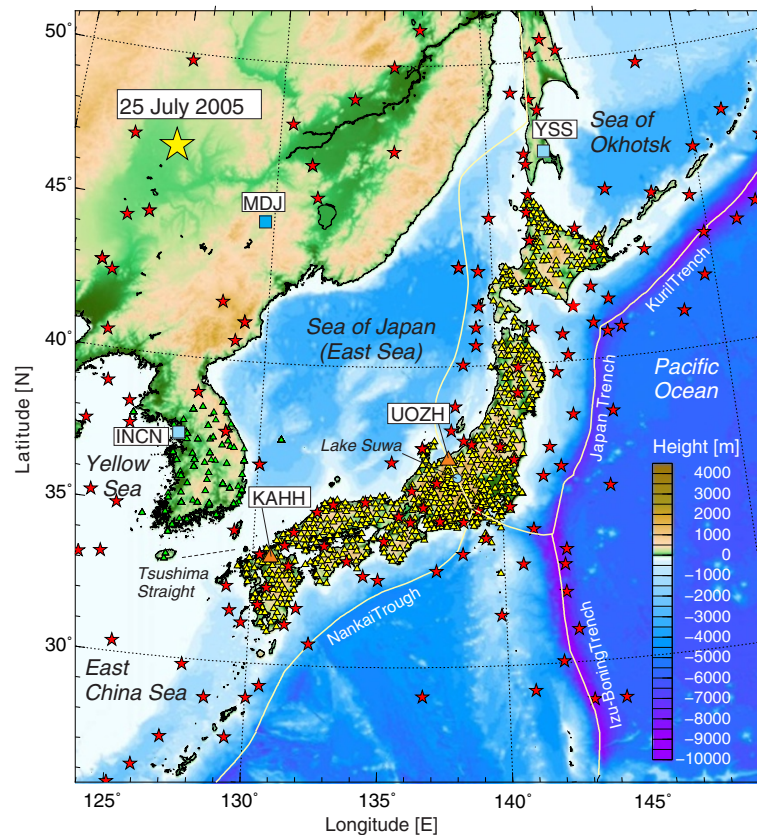 50°
25 July 2005
YSS
Sea of
Okhotsk
MDJ
45°
KurilTrench
Sea of Japan
(East Sea)
40°
Pacific
Ocean
Japan Trench
UOZH
INCN
Lake Suwa
Yellow
Sea
Height [m]
4000
3000
2000
1000
0
−1000
−2000
−3000
−4000
−5000
−6000
−7000
−8000
−9000
−10000
35°
KAHH
Tsushima
Straight
NankaiTrough
Izu-BoningTrench
30°
East
China Sea
Latitude [N]
125°
130°
135°
140°
145°
Longitude [E]